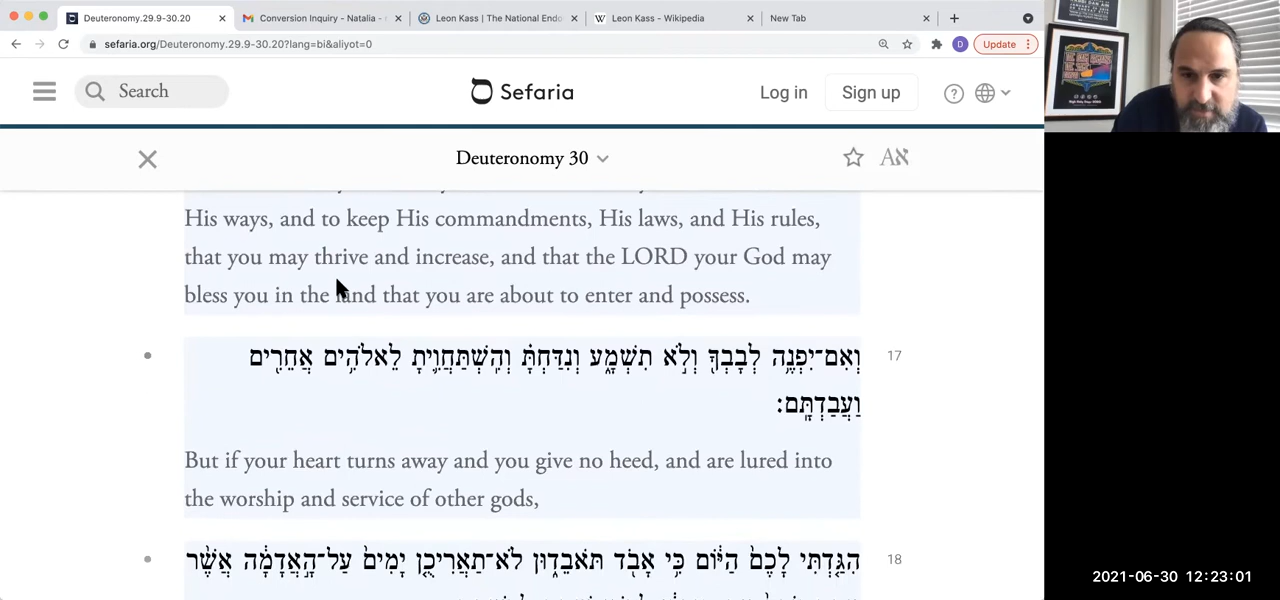 Deuteronomy.29.9-30.20
Conversion Inquiry - Natalia -
Leon Kass | The National Endo
Leon Kass - Wikipedia
New Tab
sefaria.org/Deuteronomy.29.9-30.20?lang=bi&aliyot=0
D
Update
Search
Sefaria
Log in
Sign up
Deuteronomy 30
His ways, and to keep His commandments, His laws, and His rules,
that you may thrive and increase, and that the LORD your God may
bless you in the land that you are about to enter and possess.
וְאִם־יִפְנֶ֥ה לְבָבְךָ֖ וְלֹ֣א תִשְׁמָ֑ע וְנִדַּחְתָּ֗ וְהִֽשְׁתַּחֲוִ֛יתָ לֵאלֹהִ֥ים אֲחֵרִ֖ים
17
וַעֲבַדְתָּֽם׃
But if your heart turns away and you give no heed, and are lured into
the worship and service of other gods,
הִגַּ֤דְתִּי לָכֶם֙ הַיּ֔וֹם כִּ֥י אָבֹ֖ד תֹּאבֵד֑וּן לֹא־תַאֲרִיכֻ֤ן יָמִים֙ עַל־הָ֣אֲדָמָ֔ה אֲשֶׁ֨ר
18
2021-06-30 12:23:01